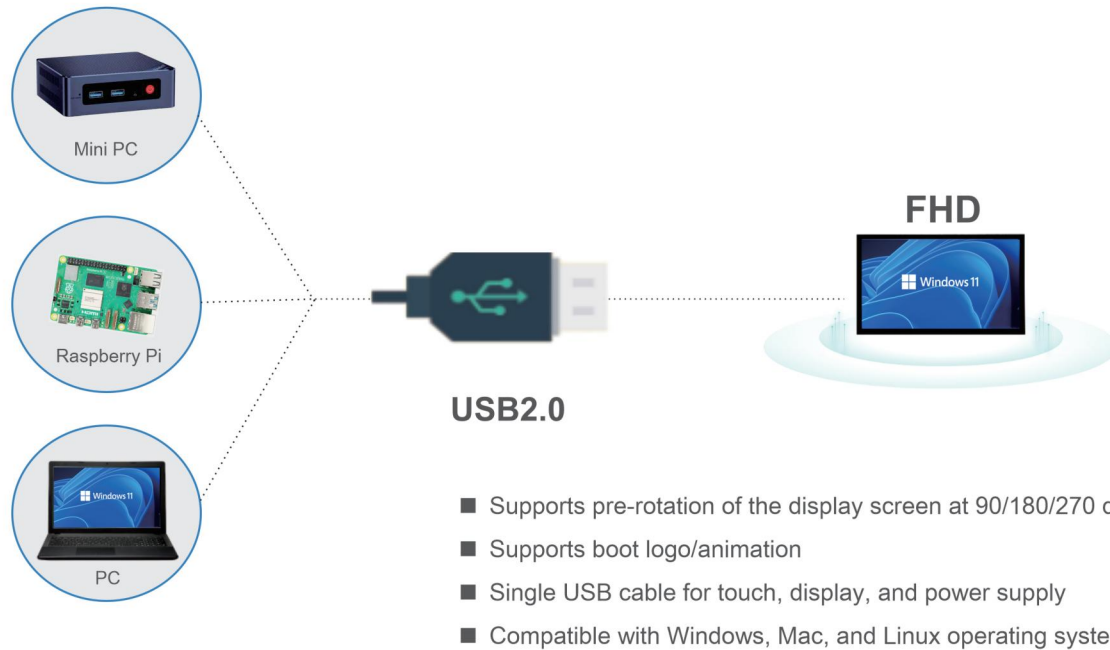 Mini PC
Raspberry Pi
Windows 11
PC
USB2.0
FHD
Windows 11
■ Supports pre-rotation of the display screen at 90/180/270
■ Supports boot logo/animation
■ Single USB cable for touch, display, and power supply
■ Compatible with Windows, Mac, and Linux operating